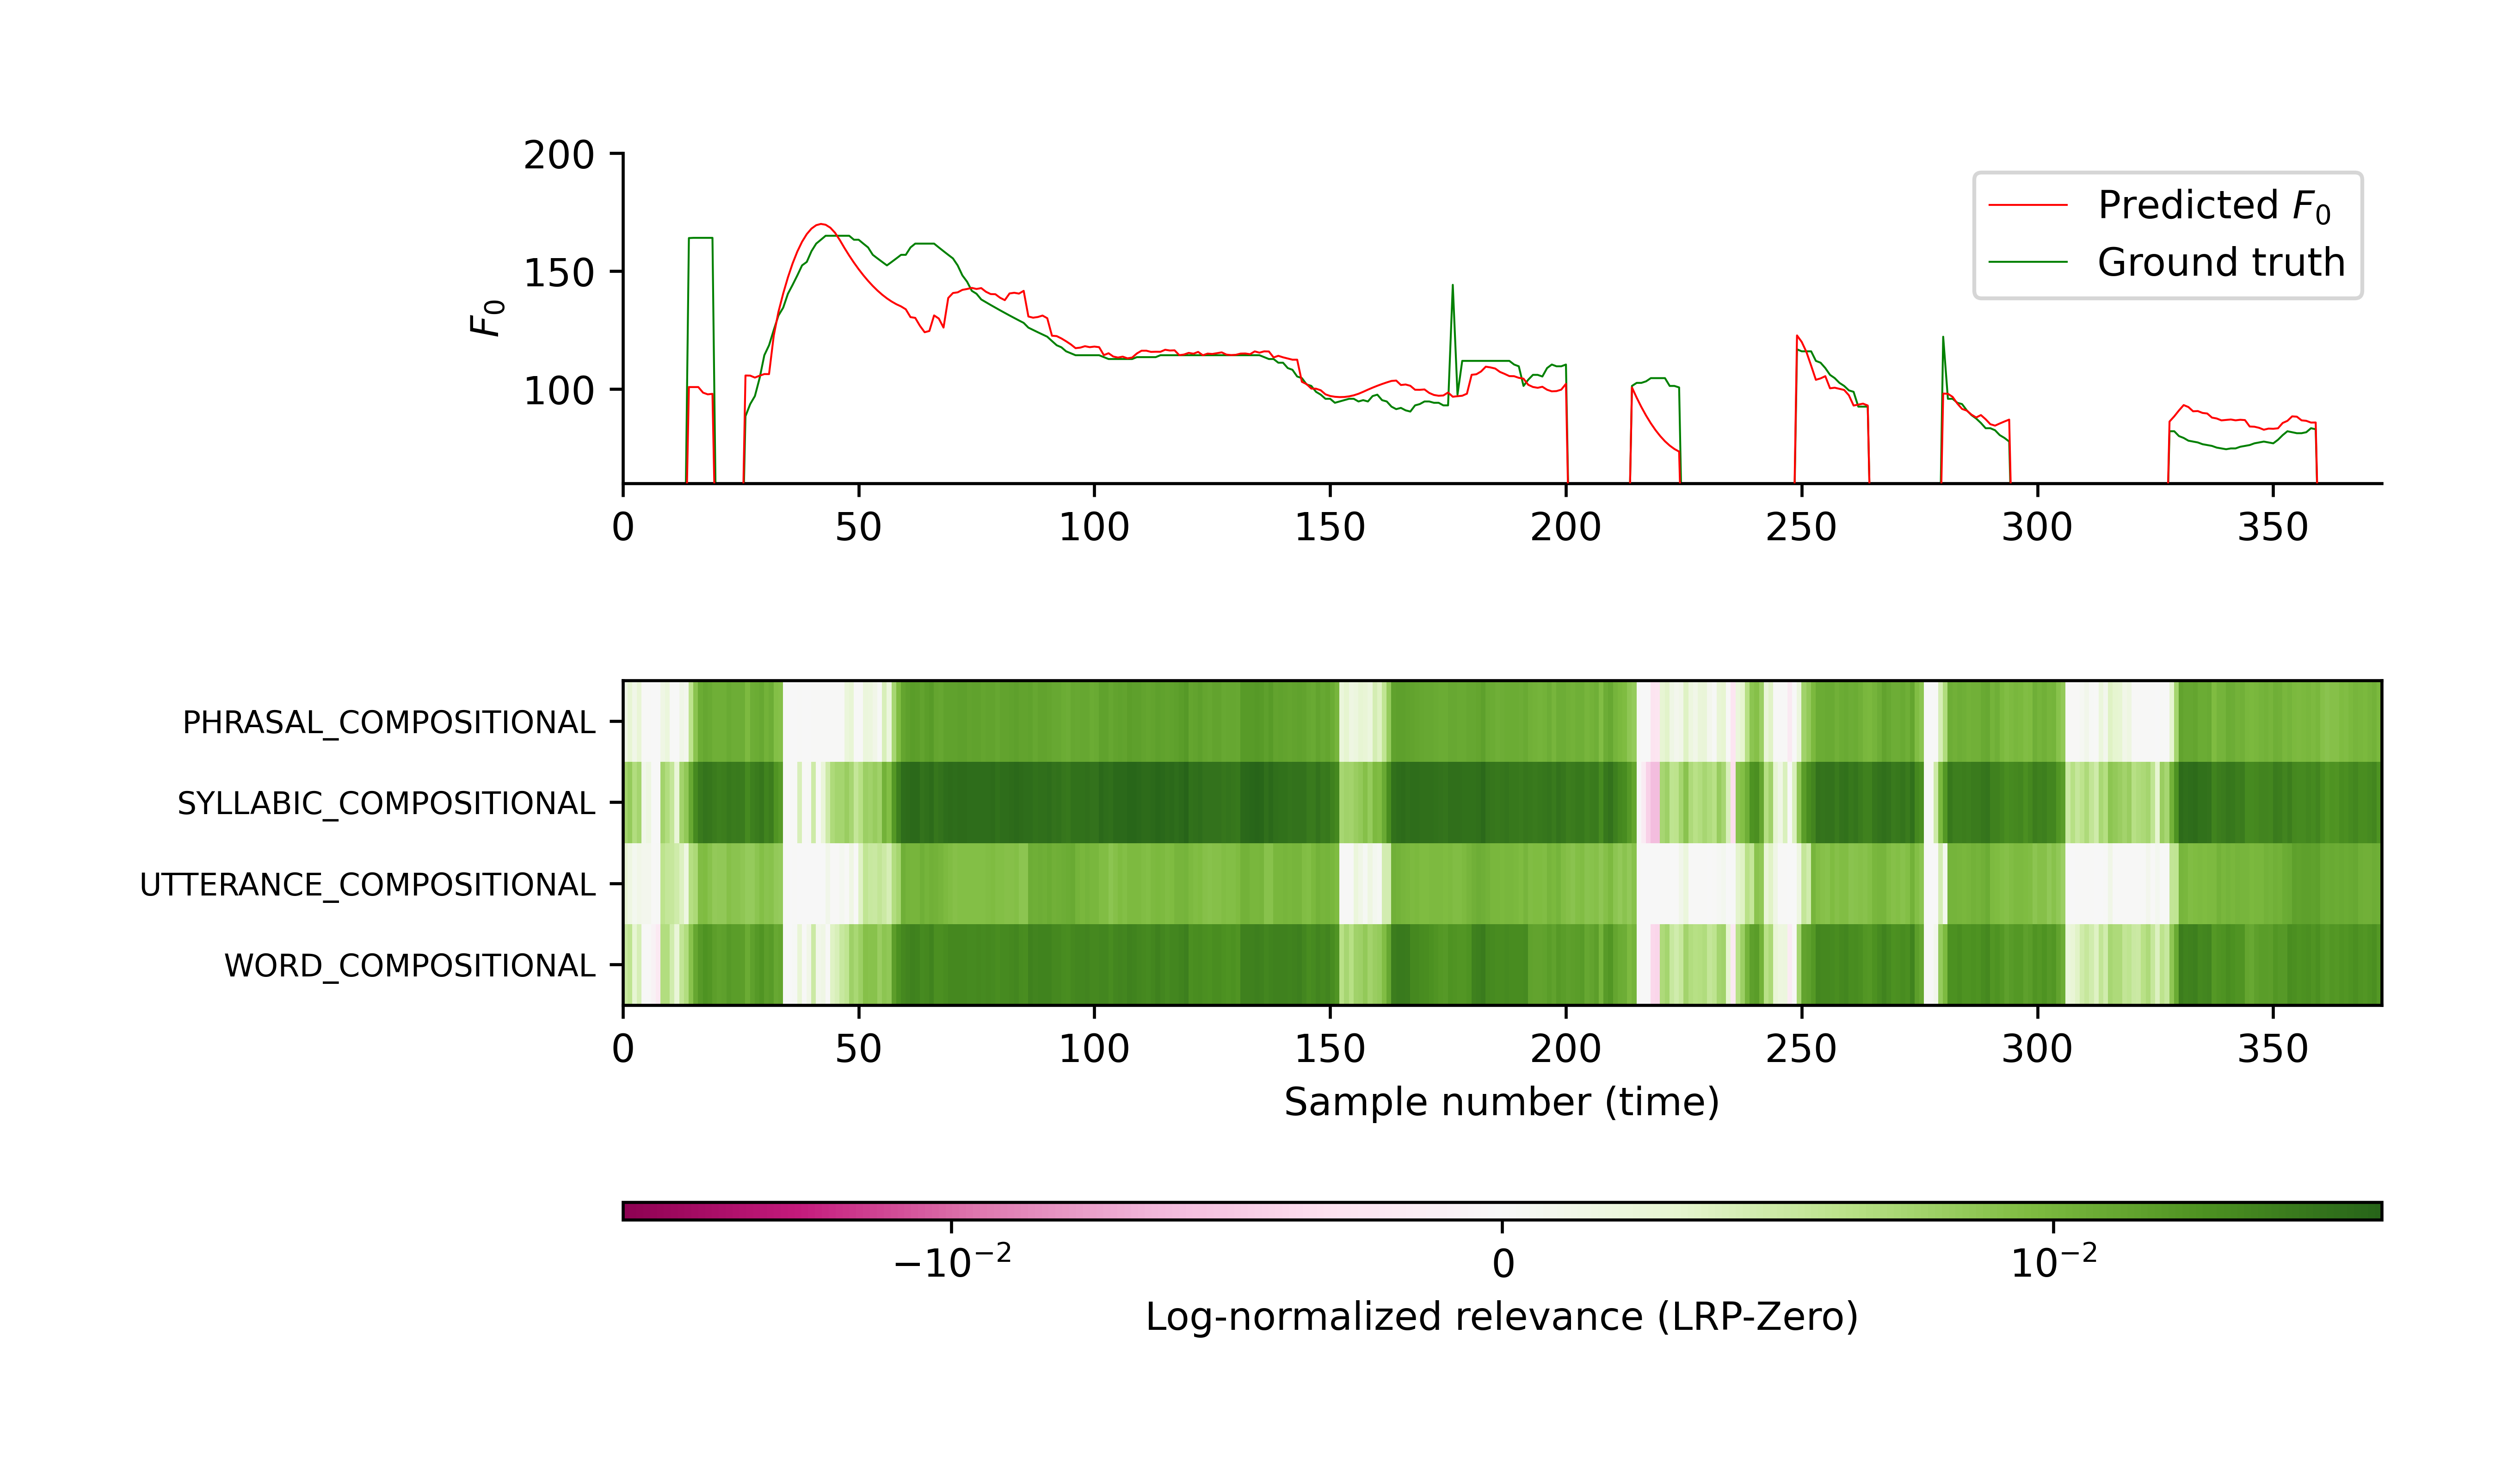 200
150
100
F₀
Predicted F₀
Ground truth
0 50 100 150 200 250 300 350
PHRASAL_COMPOSITIONAL
SYLLABIC_COMPOSITIONAL
UTTERANCE_COMPOSITIONAL
WORD_COMPOSITIONAL
0 50 100 150 200 250 300 350
Sample number (time)
−10⁻² 0 10⁻²
Log-normalized relevance (LRP-Zero)